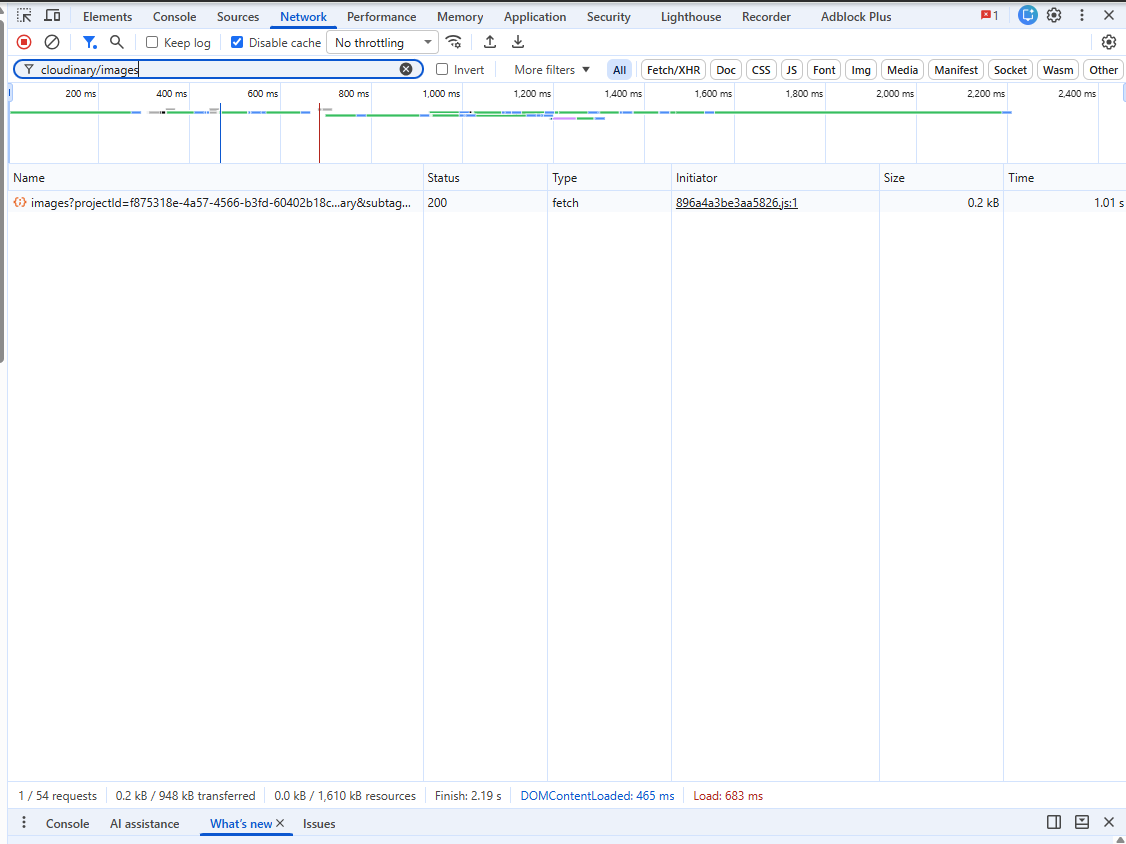 Elements Console Sources Network Performance Memory Application Security Lighthouse Recorder Adblock Plus 1
Keep log Disable cache No throttling
cloudinary/images Invert More filters All Fetch/XHR Doc CSS JS Font Img Media Manifest Socket Wasm Other
200 ms 400 ms 600 ms 800 ms 1,000 ms 1,200 ms 1,400 ms 1,600 ms 1,800 ms 2,000 ms 2,200 ms 2,400 ms
Name Status Type Initiator Size Time
images?projectId=f875318e-4a57-4566-b3fd-60402b18c...ary&subtag... 200 fetch 896a4a3be3aa5826.js:1 0.2 kB 1.01 s
1 / 54 requests 0.2 kB / 948 kB transferred 0.0 kB / 1,610 kB resources Finish: 2.19 s DOMContentLoaded: 465 ms Load: 683 ms
Console AI assistance What's new Issues